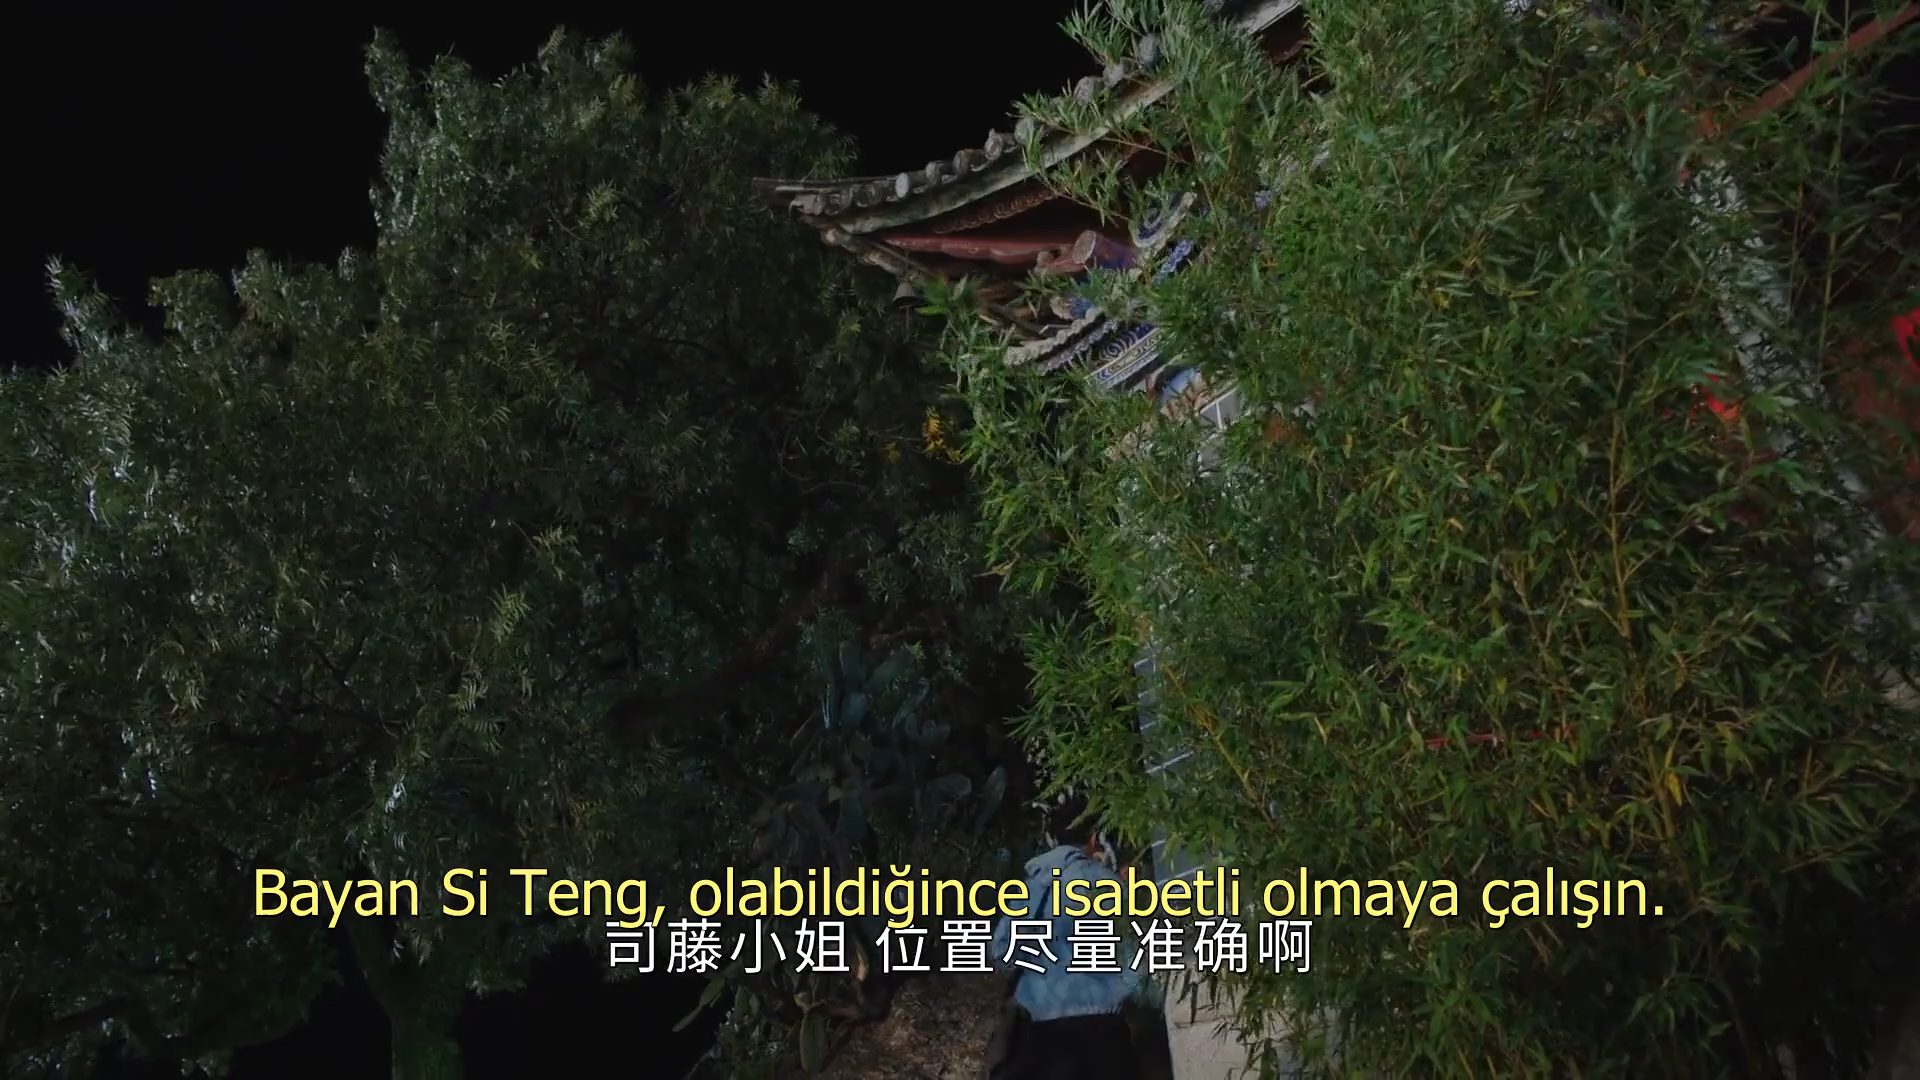 Bayan Si Teng, olabildiğince isabetli olmaya çalışın.
司藤小姐 位置尽量准确啊